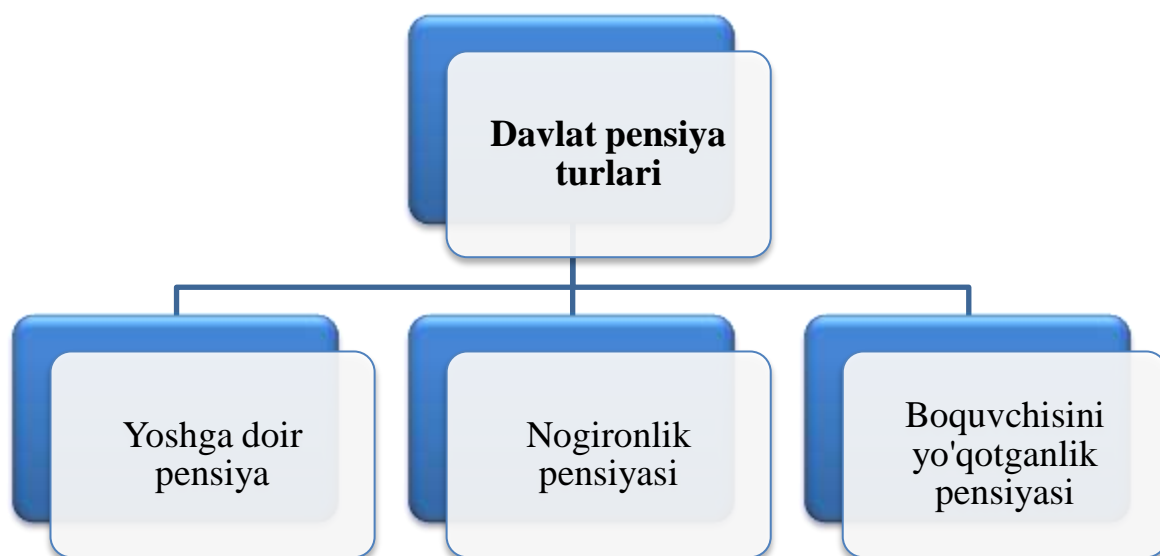 Davlat pensiya
turlari
Yoshga doir
pensiya
Nogironlik
pensiyasi
Boquvchisini
yo'qotganlik
pensiyasi